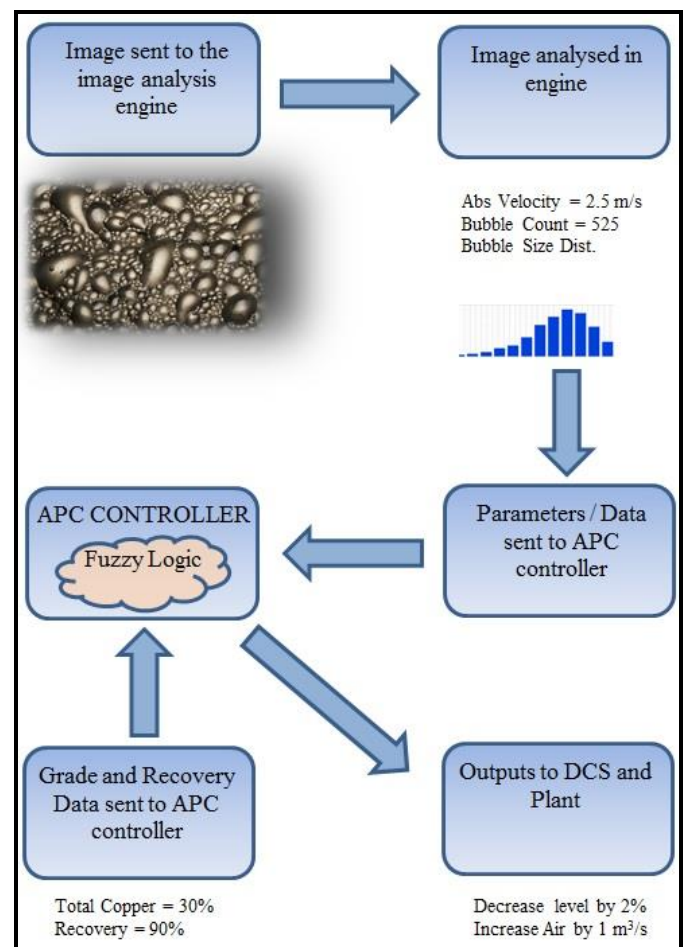 Image sent to the
image analysis
engine
Image analysed in
engine
Abs Velocity = 2.5 m/s
Bubble Count = 525
Bubble Size Dist.
Parameters / Data
sent to APC
controller
APC CONTROLLER
Fuzzy Logic
Grade and Recovery
Data sent to APC
controller
Total Copper = 30%
Recovery = 90%
Outputs to DCS and
Plant
Decrease level by 2%
Increase Air by 1 m³/s